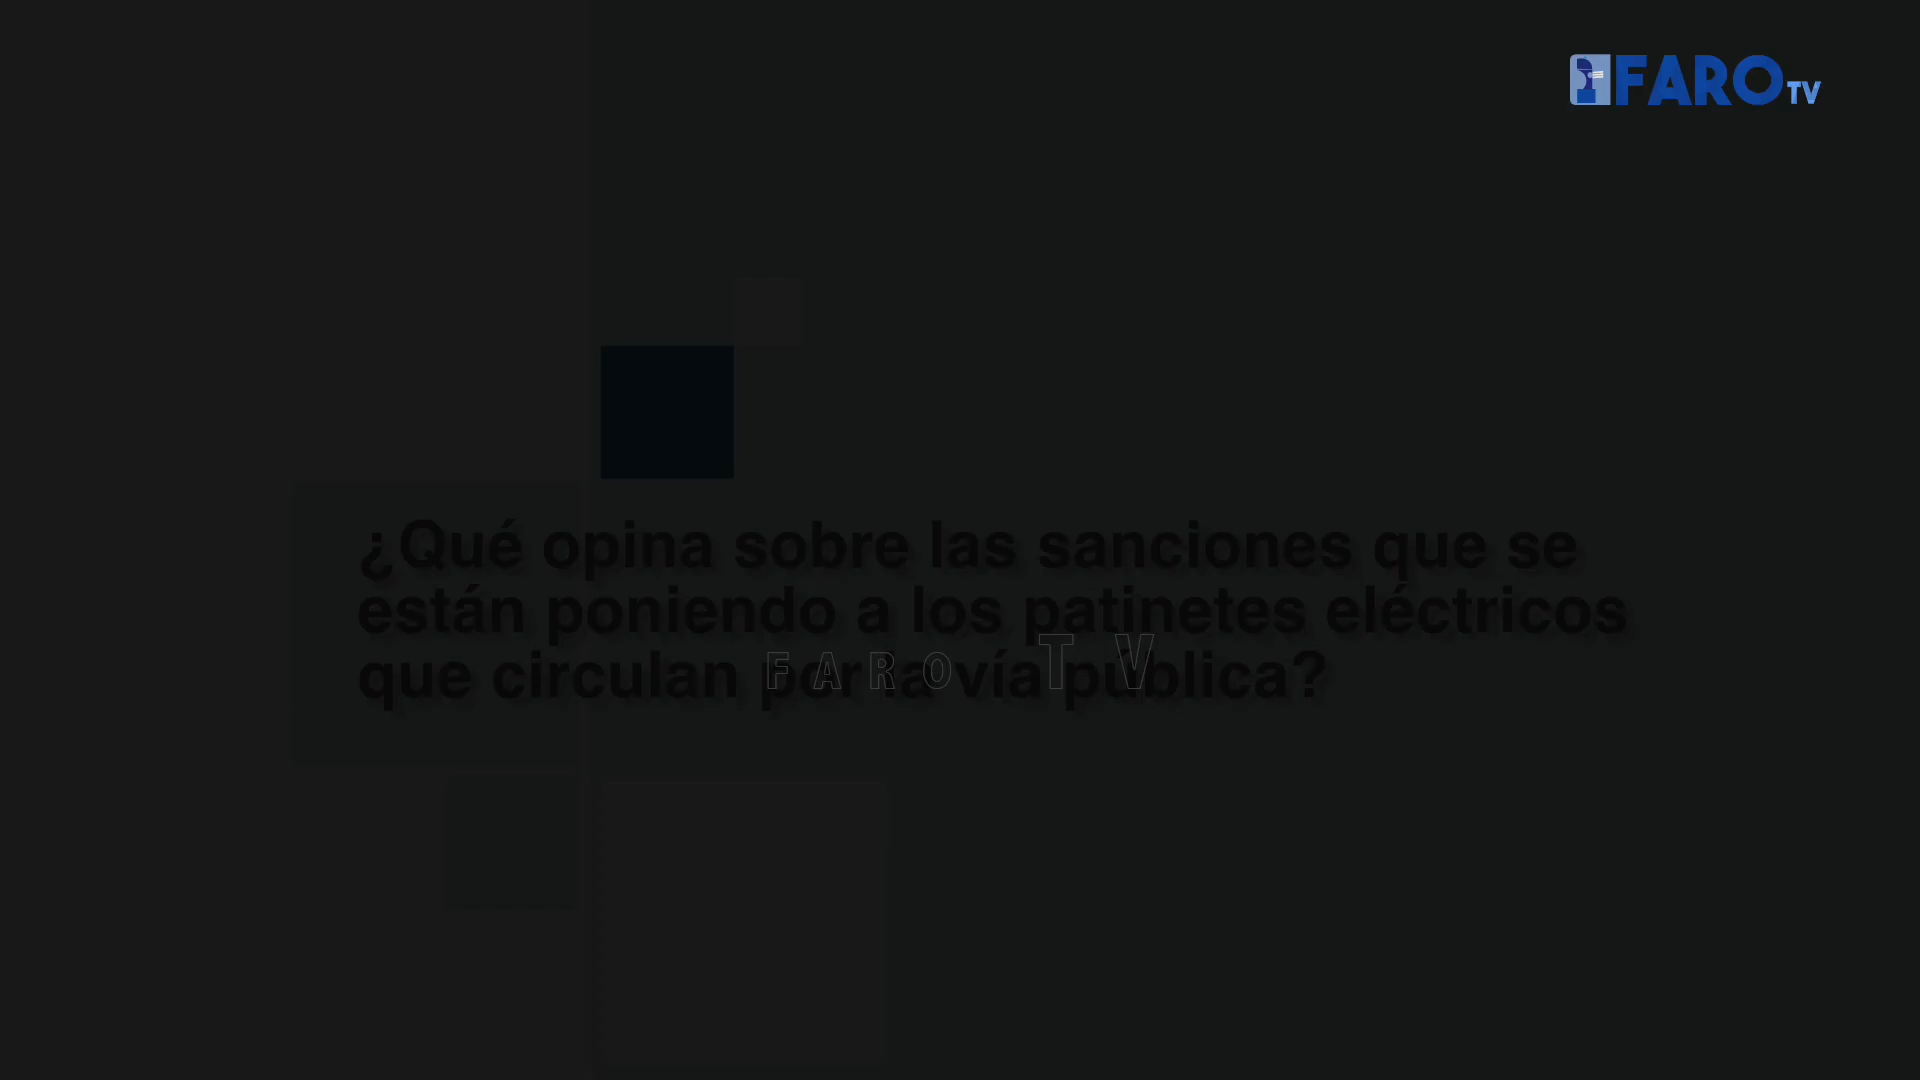 FARO TV
¿Qué opina sobre las sanciones que se
están poniendo a los patinetes eléctricos
que circulan por la vía pública?
FARO TV